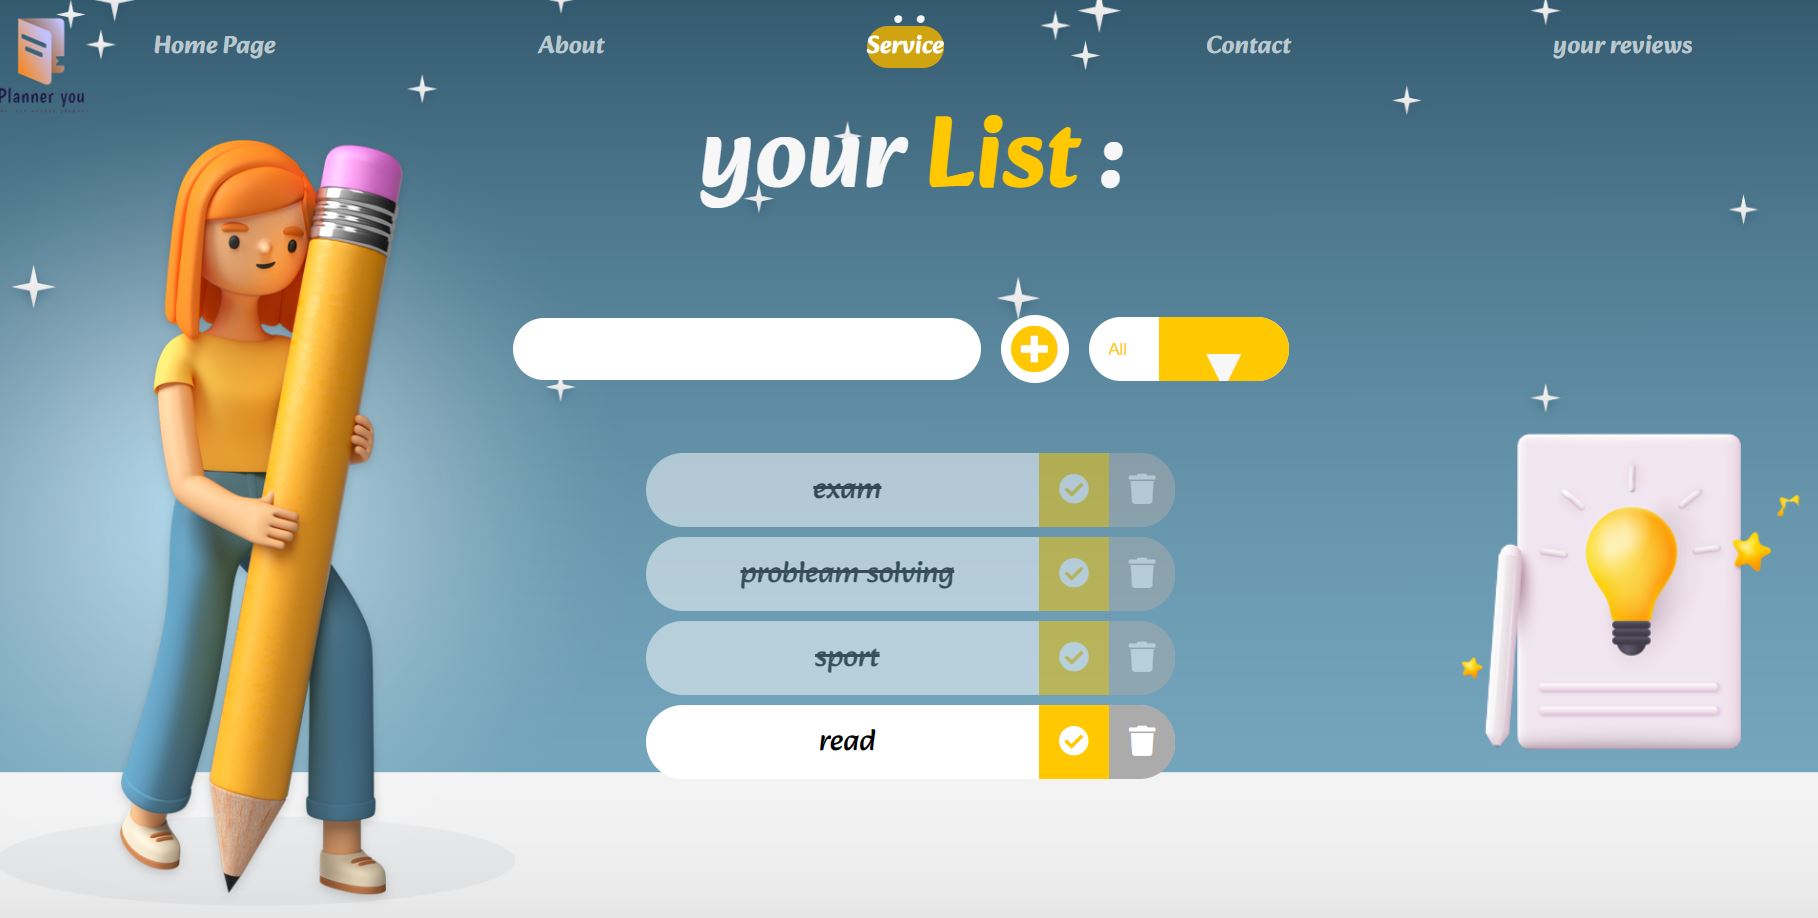 Planner you
Home Page
About
Service
Contact
your reviews
your List :
All
exam
probleam solving
sport
read